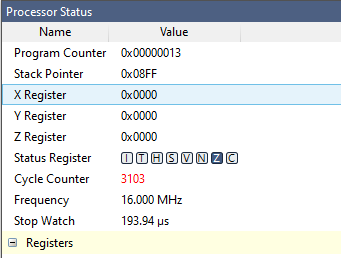 Processor Status
Name Value
Program Counter 0x00000013
Stack Pointer 0x08FF
X Register 0x0000
Y Register 0x0000
Z Register 0x0000
Status Register I T H S V N Z C
Cycle Counter 3103
Frequency 16.000 MHz
Stop Watch 193.94 µs
Registers